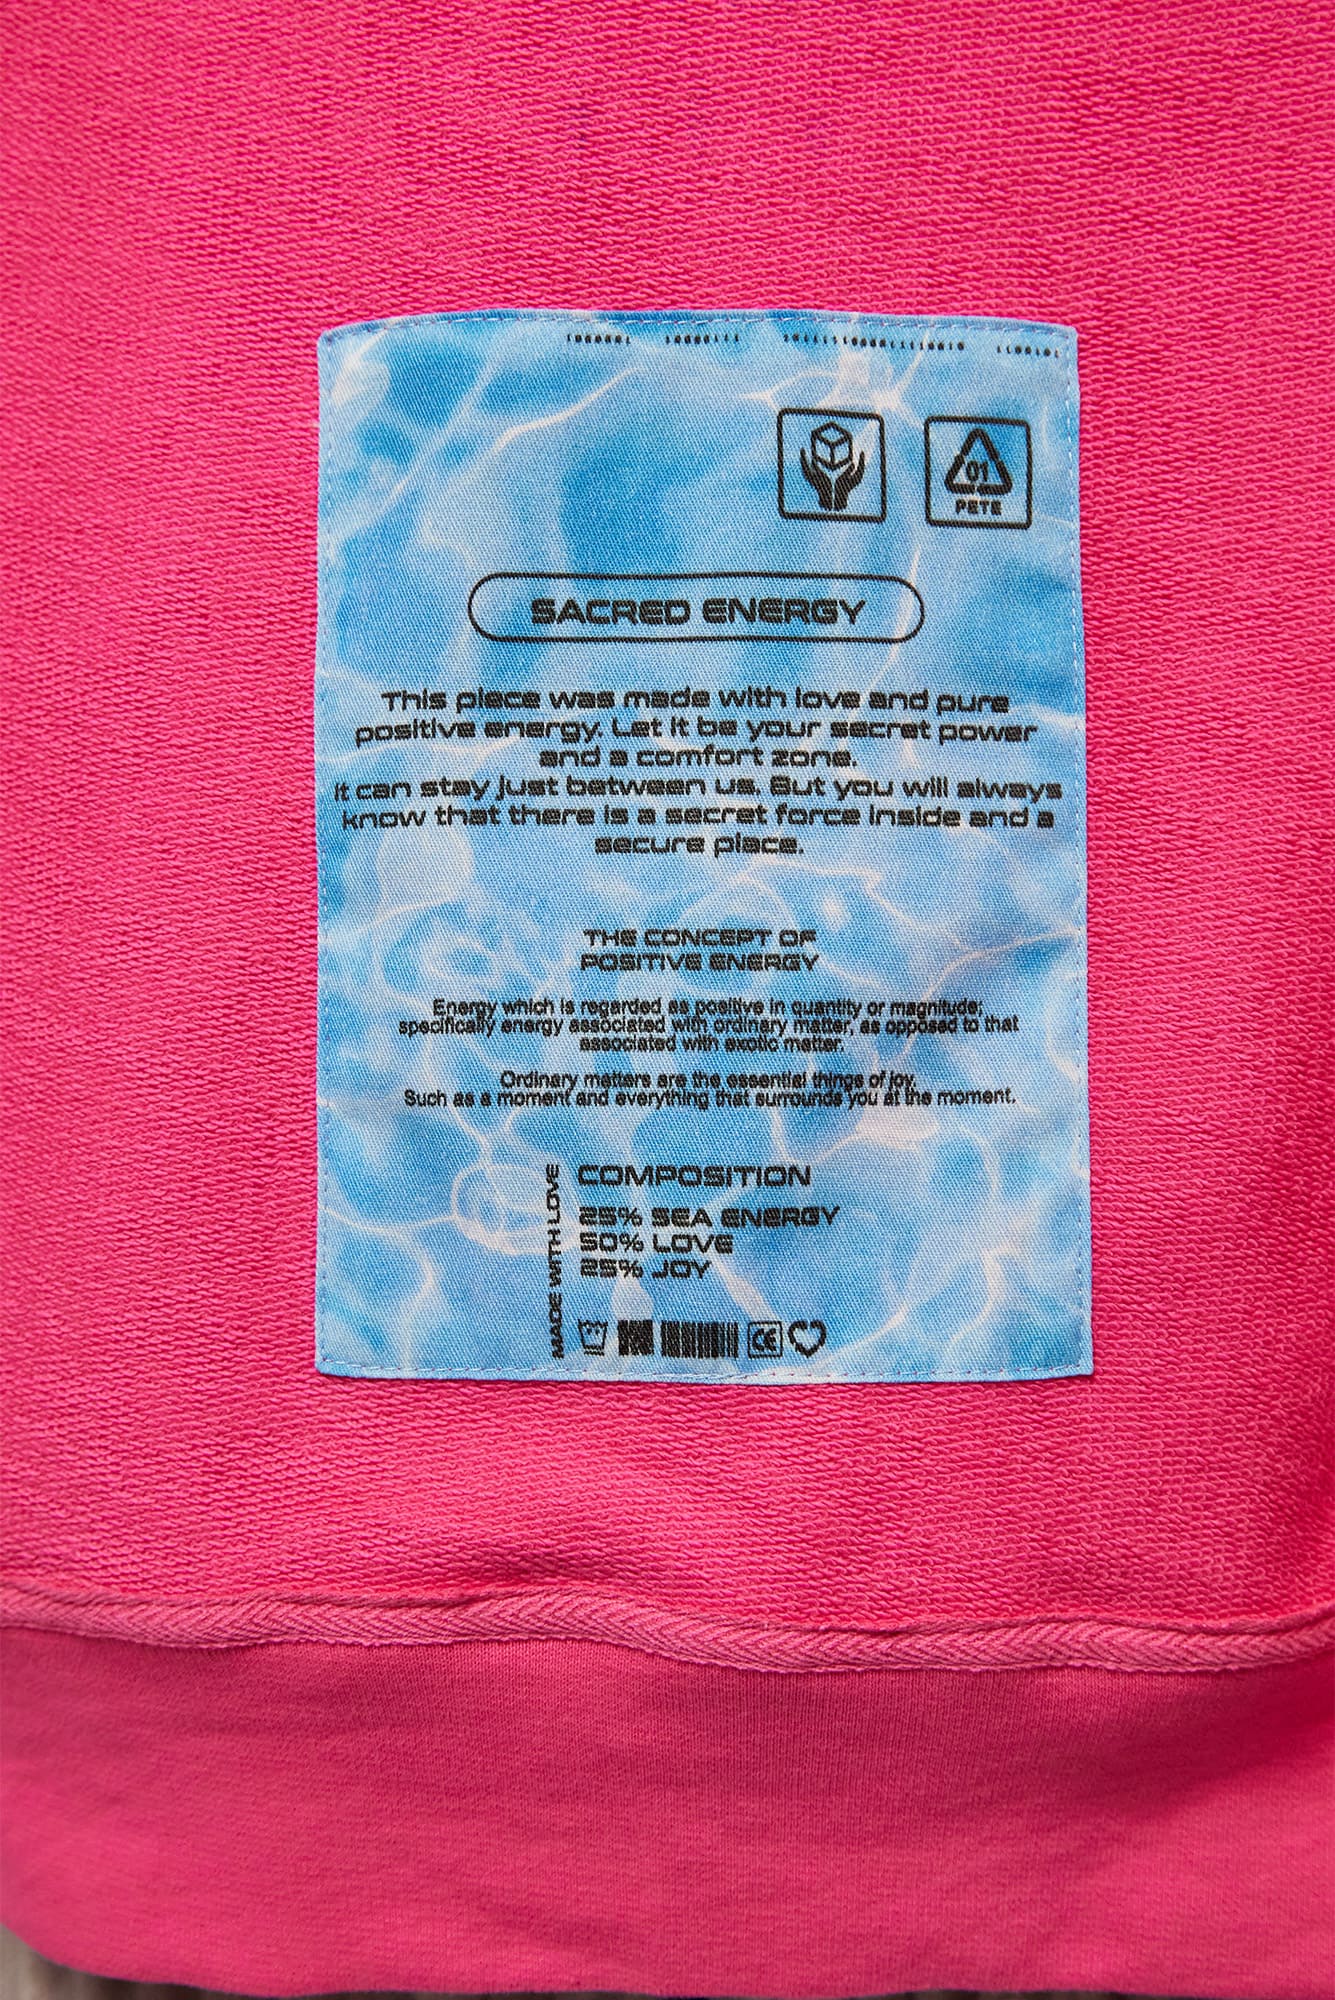 01
PETE
SACRED ENERGY
This piece was made with love and pure
positive energy. Let it be your secret power
and a comfort zone.
It can stay just between us. But you will always
know that there is a secret force inside and a
secure place.
THE CONCEPT OF
POSITIVE ENERGY
Energy which is regarded as positive in quantity or magnitude;
specifically energy associated with ordinary matter, as opposed to that
associated with exotic matter.
Ordinary matters are the essential things of joy.
Such as a moment and everything that surrounds you at the moment.
MADE WITH LOVE
COMPOSITION
25% SEA ENERGY
50% LOVE
25% JOY
CE